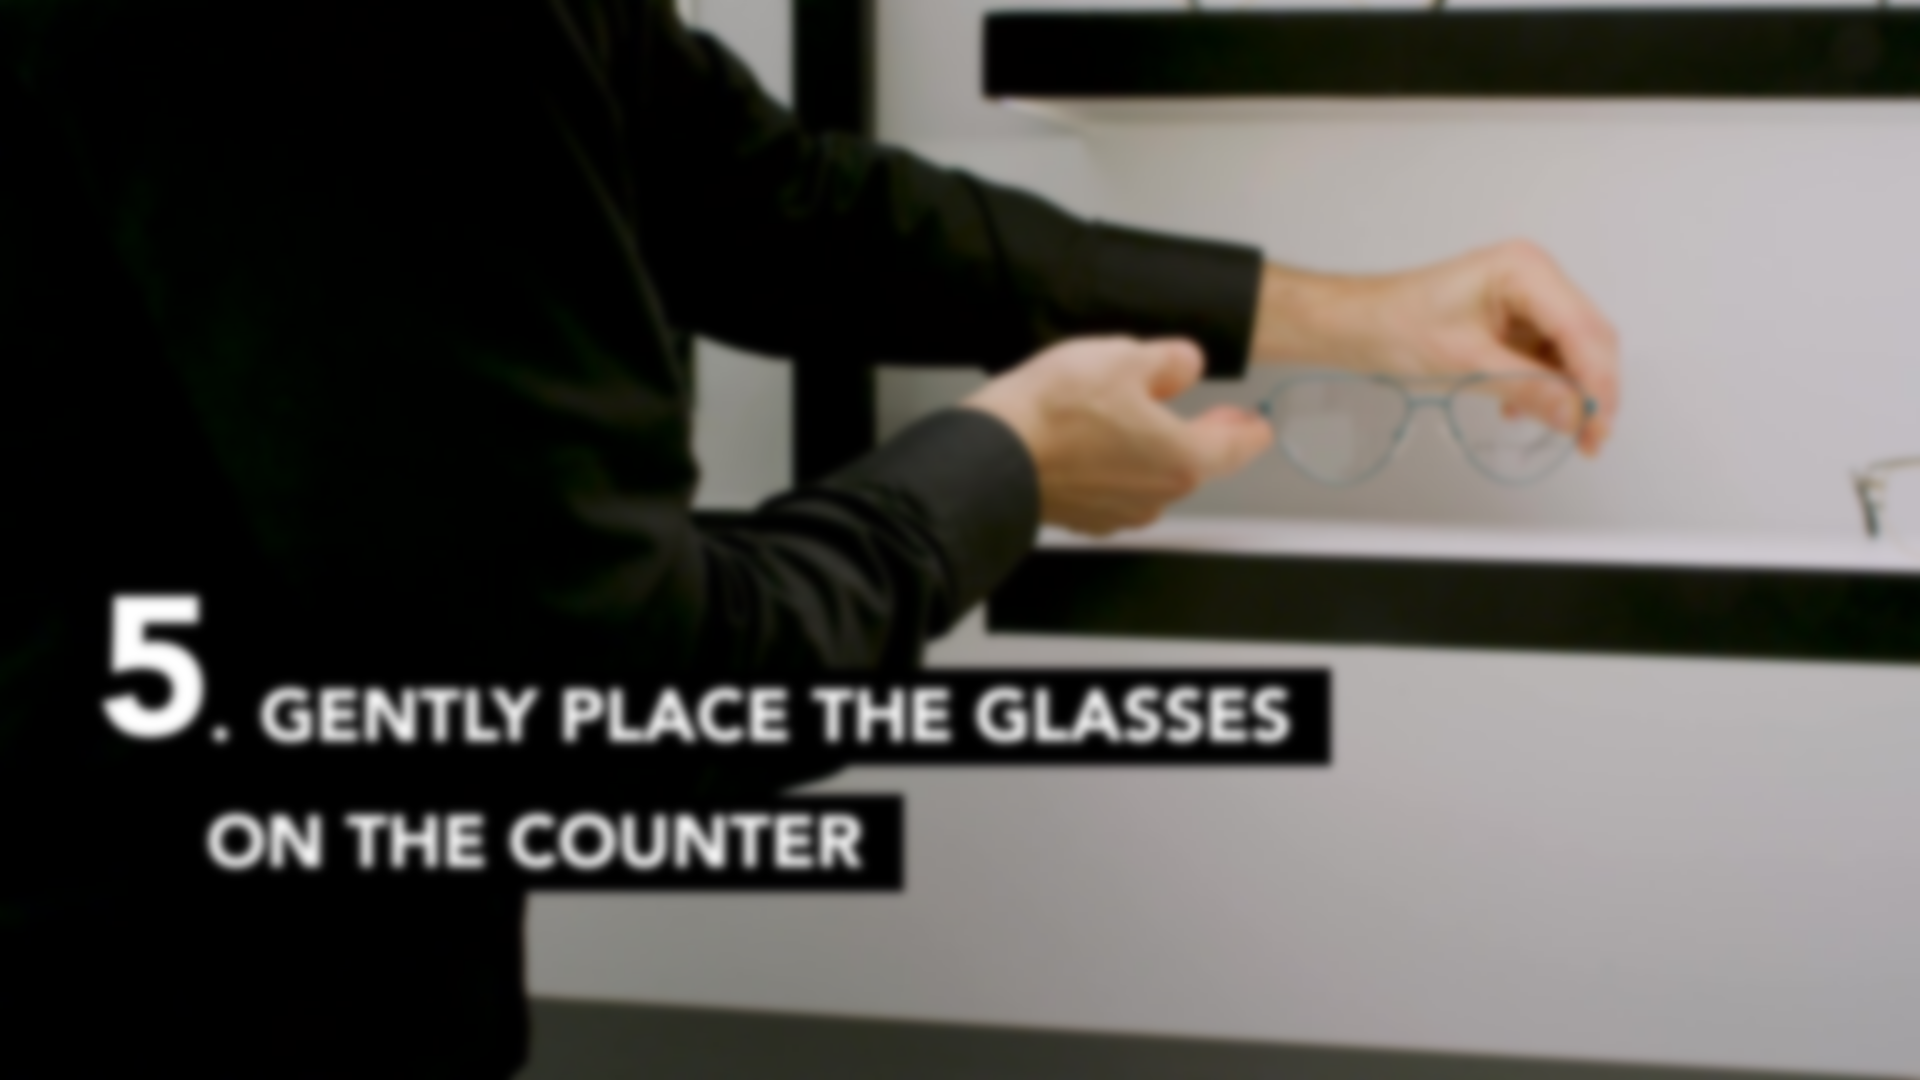 5. GENTLY PLACE THE GLASSES
ON THE COUNTER